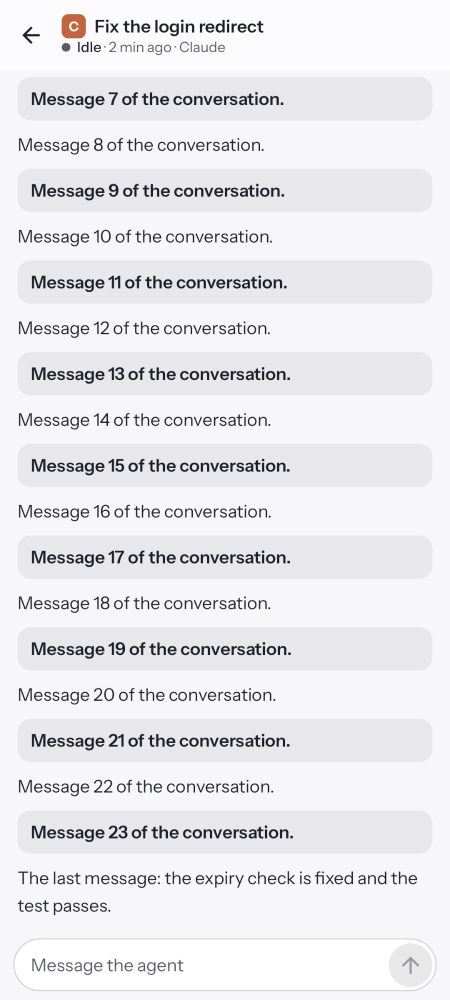 C Fix the login redirect
Idle · 2 min ago · Claude
Message 7 of the conversation.
Message 8 of the conversation.
Message 9 of the conversation.
Message 10 of the conversation.
Message 11 of the conversation.
Message 12 of the conversation.
Message 13 of the conversation.
Message 14 of the conversation.
Message 15 of the conversation.
Message 16 of the conversation.
Message 17 of the conversation.
Message 18 of the conversation.
Message 19 of the conversation.
Message 20 of the conversation.
Message 21 of the conversation.
Message 22 of the conversation.
Message 23 of the conversation.
The last message: the expiry check is fixed and the
test passes.
Message the agent